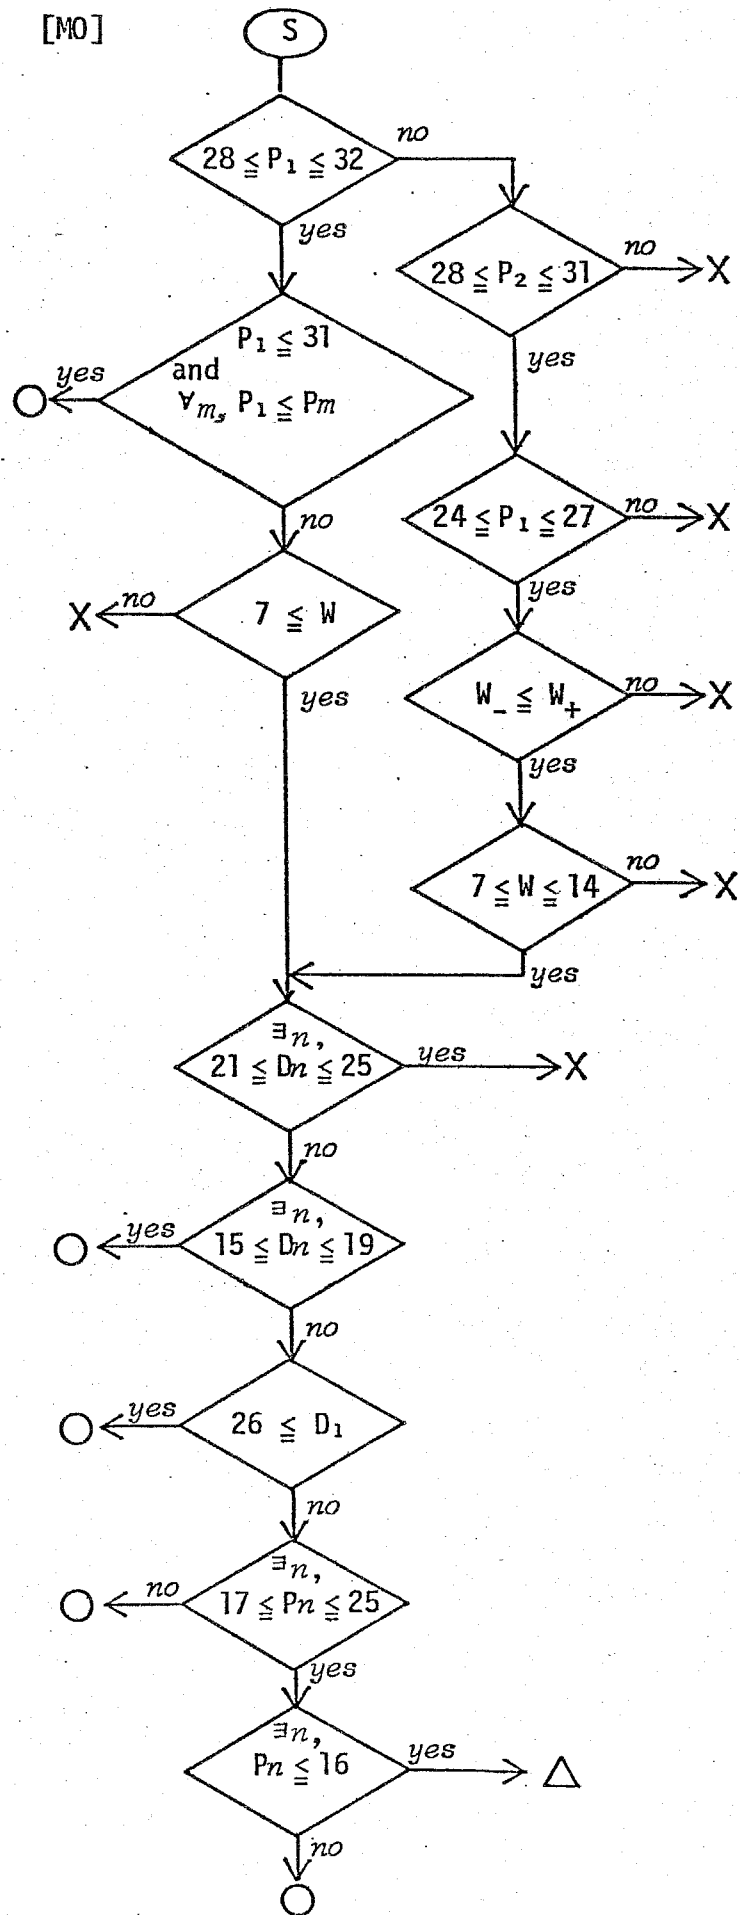 [MO]
S
28 ≦ P₁ ≦ 32
no
yes
28 ≦ P₂ ≦ 31
no
yes
P₁ ≦ 31
and
∀m, P₁ ≦ Pm
yes
no
24 ≦ P₁ ≦ 27
no
yes
7 ≦ W
no
yes
W₋ ≦ W₊
no
yes
7 ≦ W ≦ 14
no
yes
∃n,
21 ≦ Dn ≦ 25
yes
no
∃n,
15 ≦ Dn ≦ 19
yes
no
26 ≦ D₁
yes
no
∃n,
17 ≦ Pn ≦ 25
no
yes
∃n,
Pn ≦ 16
yes
no